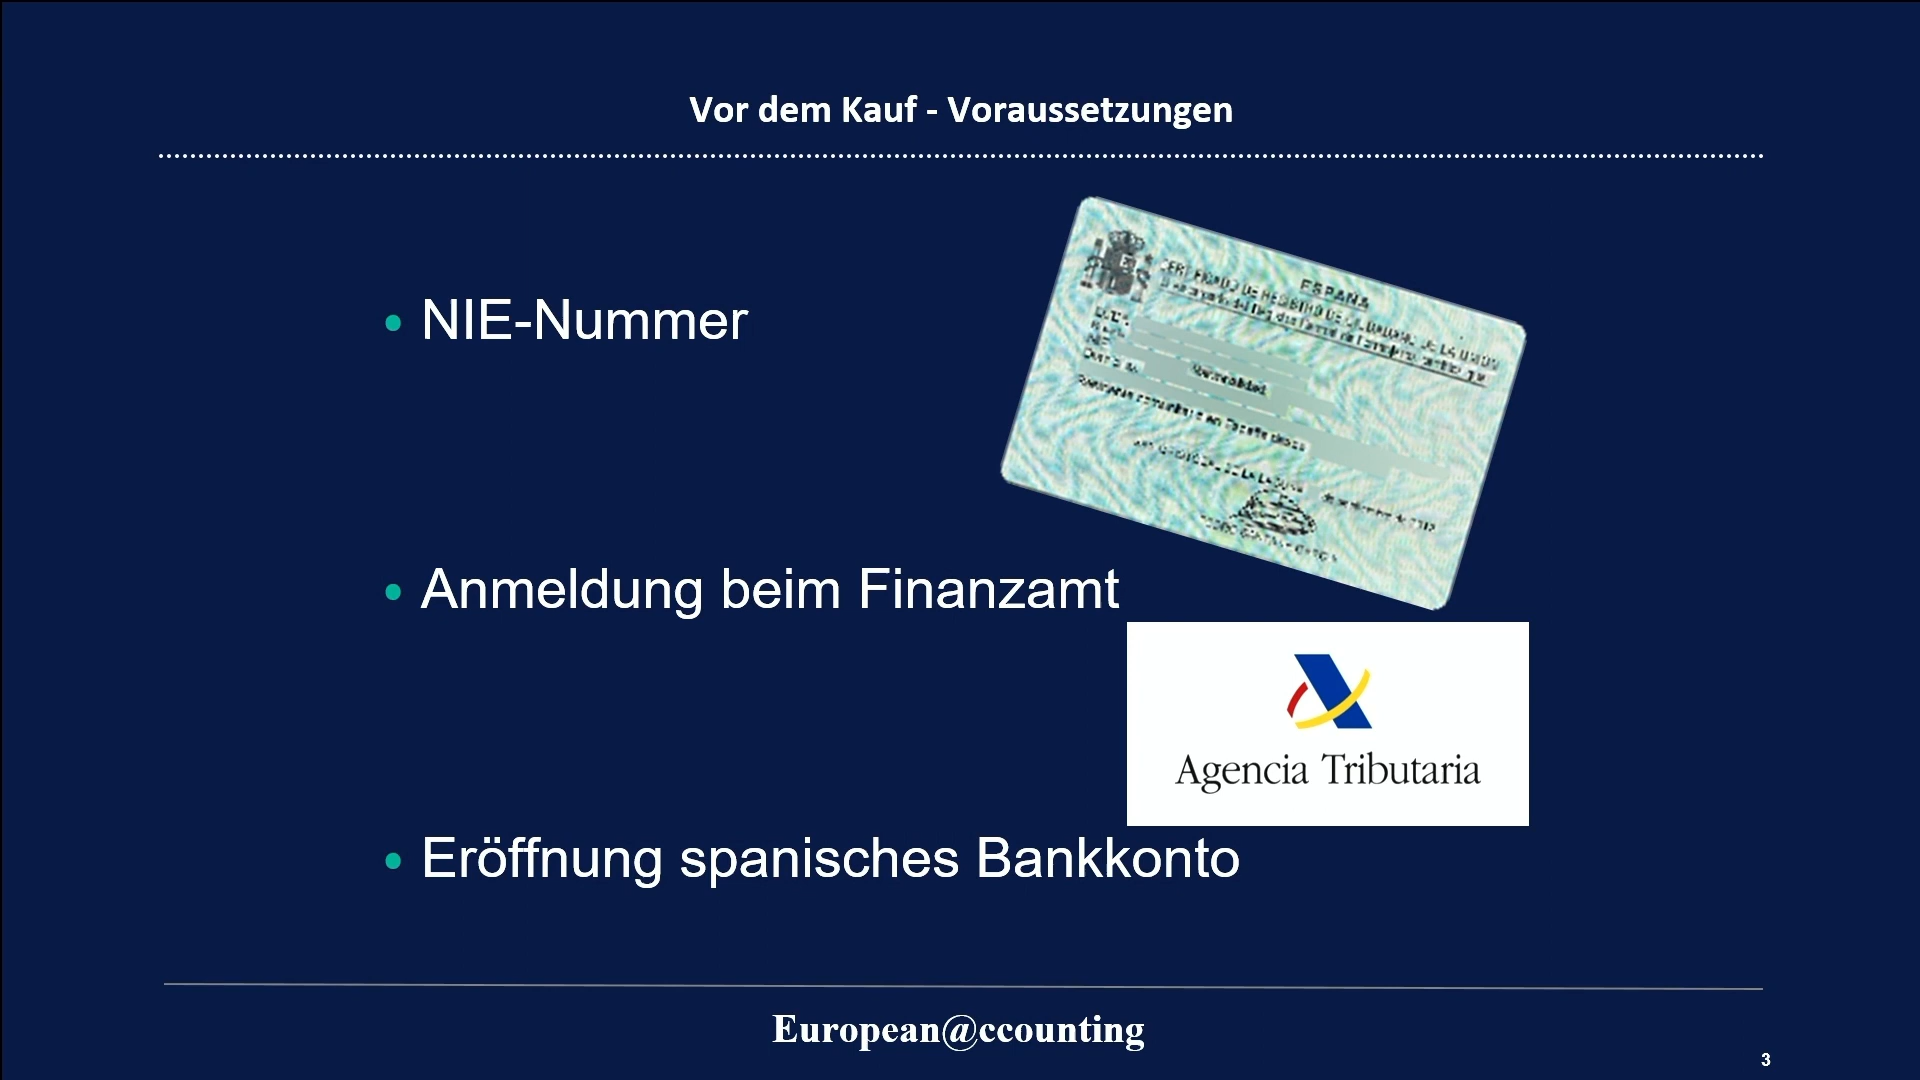 Vor dem Kauf - Voraussetzungen
• NIE-Nummer
ESPAÑA
• Anmeldung beim Finanzamt
Agencia Tributaria
• Eröffnung spanisches Bankkonto
European@ccounting
3